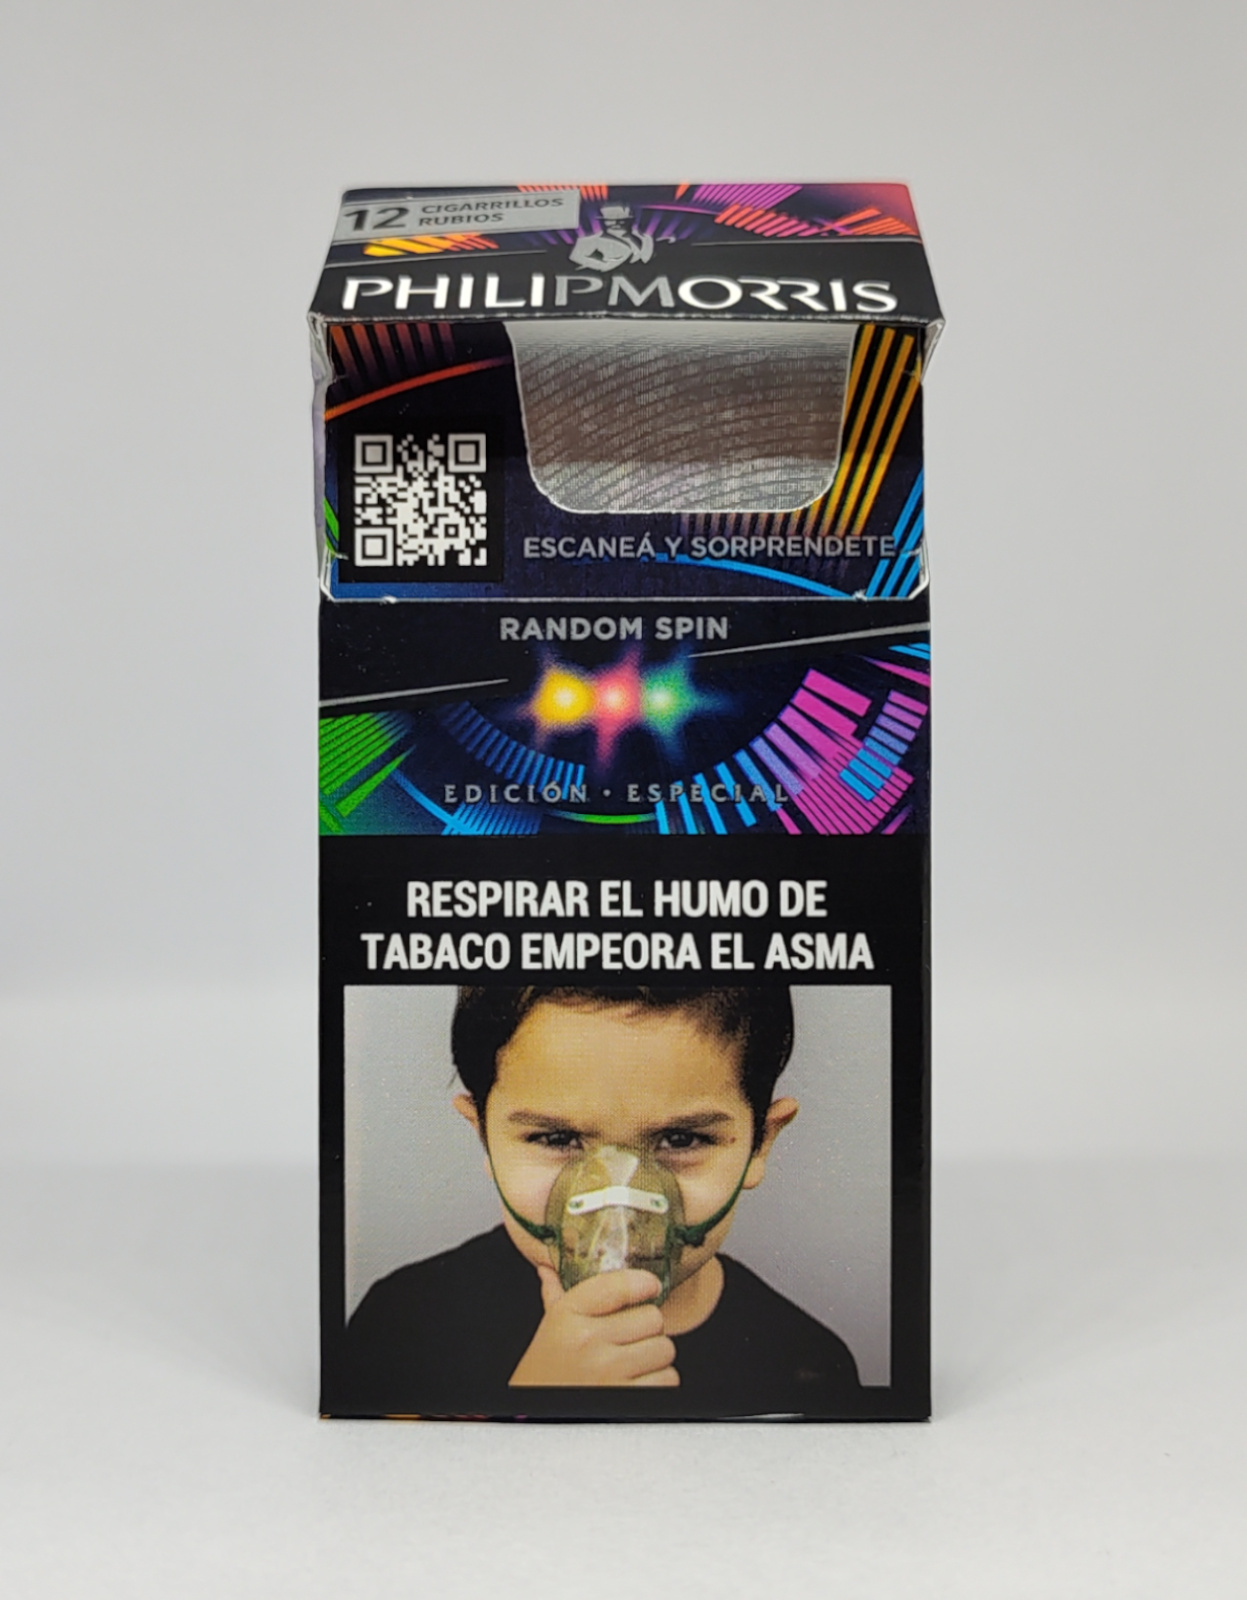 12 CIGARRILLOS
RUBIOS
PHILIPMORRIS
ESCANEÁ Y SORPRENDETE
RANDOM SPIN
EDICIÓN • ESPECIAL
RESPIRAR EL HUMO DE
TABACO EMPEORA EL ASMA